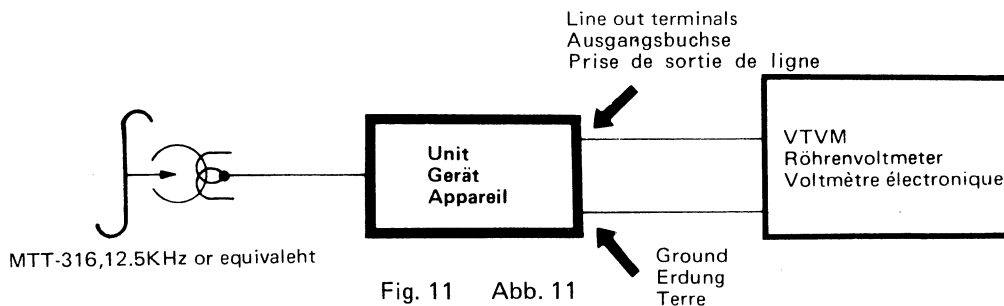 Line out terminals
Ausgangsbuchse
Prise de sortie de ligne
Unit
Gerät
Appareil
VTVM
Röhrenvoltmeter
Voltmètre électronique
MTT-316,12.5KHz or equivaleht
Ground
Erdung
Terre
Fig. 11 Abb. 11